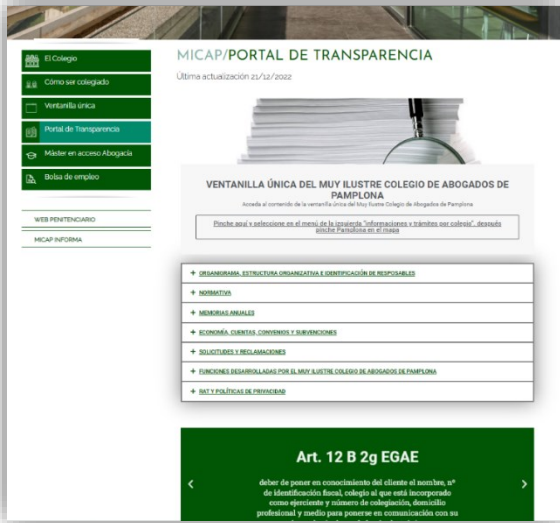 El Colegio
Cómo ser colegiado
Ventanilla única
Portal de Transparencia
Máster en acceso Abogacía
Bolsa de empleo
WEB PENITENCIARIO
MICAP INFORMA
MICAP/PORTAL DE TRANSPARENCIA
Última actualización 21/12/2022
VENTANILLA ÚNICA DEL MUY ILUSTRE COLEGIO DE ABOGADOS DE
PAMPLONA
Acceda al contenido de la ventanilla única del Muy Ilustre Colegio de Abogados de Pamplona
Pinche aquí y seleccione en el menú de la izquierda "informaciones y trámites por colegio", después
pinche Pamplona en el mapa
+ ORGANIGRAMA, ESTRUCTURA ORGANIZATIVA E IDENTIFICACIÓN DE RESPOSABLES
+ NORMATIVA
+ MEMORIAS ANUALES
+ ECONOMÍA, CUENTAS, CONVENIOS Y SUBVENCIONES
+ SOLICITUDES Y RECLAMACIONES
+ FUNCIONES DESARROLLADAS POR EL MUY ILUSTRE COLEGIO DE ABOGADOS DE PAMPLONA
+ RAT Y POLÍTICAS DE PRIVACIDAD
Art. 12 B 2g EGAE
deber de poner en conocimiento del cliente el nombre, nº
de identificación fiscal, colegio al que está incorporado
como ejerciente y número de colegiación, domicilio
profesional y medio para ponerse en comunicación con su